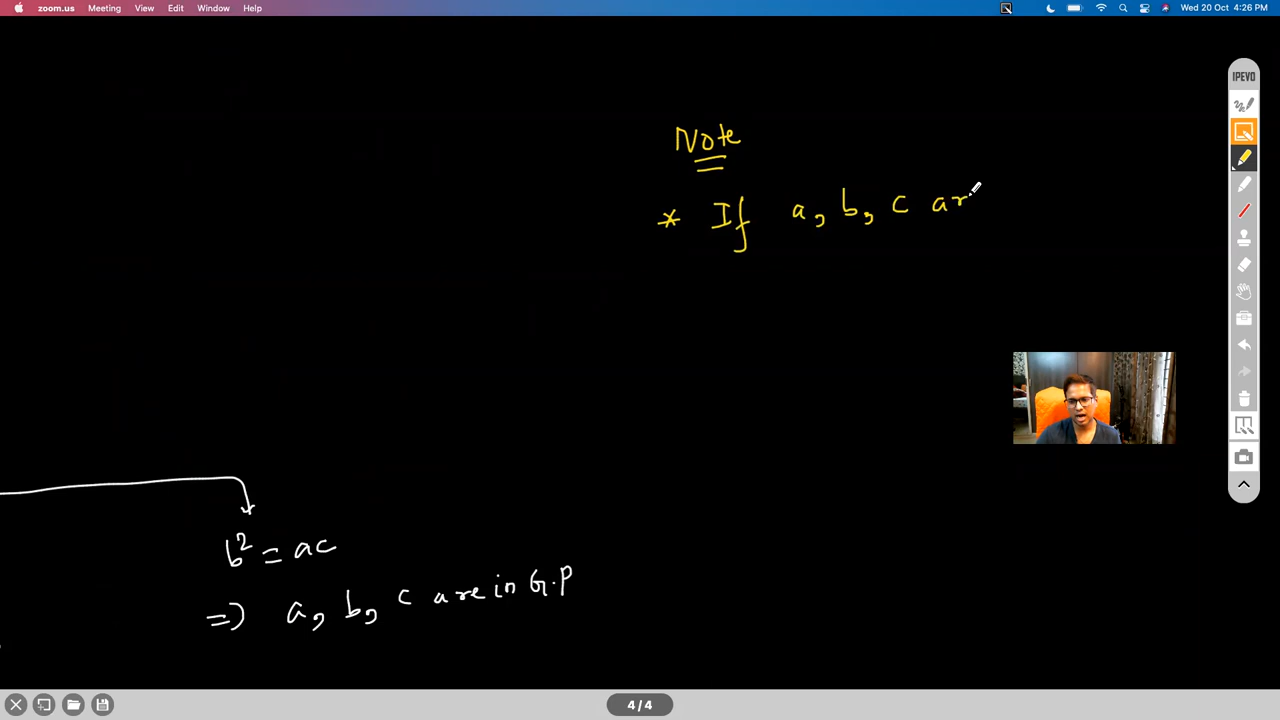 zoom.us Meeting View Edit Window Help Wed 20 Oct 4:26 PM
IPEVO
Note
* If a, b, c ar
b² = ac
=> a, b, c are in G.P
4/4